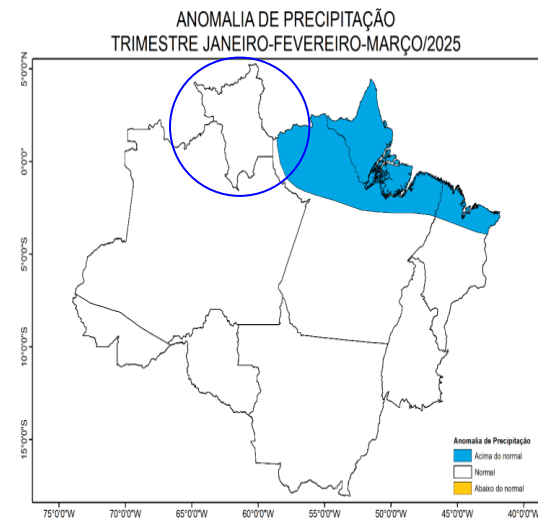 ANOMALIA DE PRECIPITAÇÃO
TRIMESTRE JANEIRO-FEVEREIRO-MARÇO/2025
5°0'0"N
0°0'0"
5°0'0"S
10°0'0"S
15°0'0"S
Anomalia de Precipitação
Acima do normal
Normal
Abaixo do normal
75°0'0"W 70°0'0"W 65°0'0"W 60°0'0"W 55°0'0"W 50°0'0"W 45°0'0"W 40°0'0"W